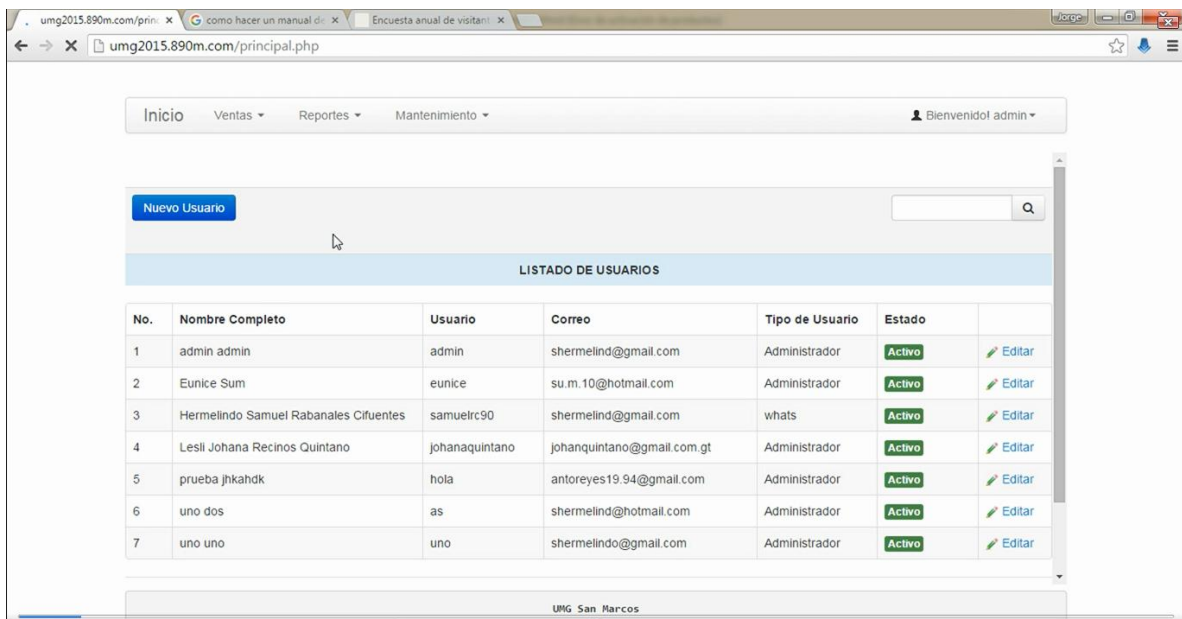 umg2015.890m.com/princ como hacer un manual de Encuesta anual de visitant Jorge
umg2015.890m.com/principal.php
Inicio Ventas Reportes Mantenimiento Bienvenido! admin
Nuevo Usuario
LISTADO DE USUARIOS
No. Nombre Completo Usuario Correo Tipo de Usuario Estado
1 admin admin admin shermelind@gmail.com Administrador Activo Editar
2 Eunice Sum eunice su.m.10@hotmail.com Administrador Activo Editar
3 Hermelindo Samuel Rabanales Cifuentes samuelrc90 shermelind@gmail.com whats Activo Editar
4 Lesli Johana Recinos Quintano johanaquintano johanquintano@gmail.com.gt Administrador Activo Editar
5 prueba jhkahdk hola antoreyes19.94@gmail.com Administrador Activo Editar
6 uno dos as shermelind@hotmail.com Administrador Activo Editar
7 uno uno uno shermelindo@gmail.com Administrador Activo Editar
UMG San Marcos